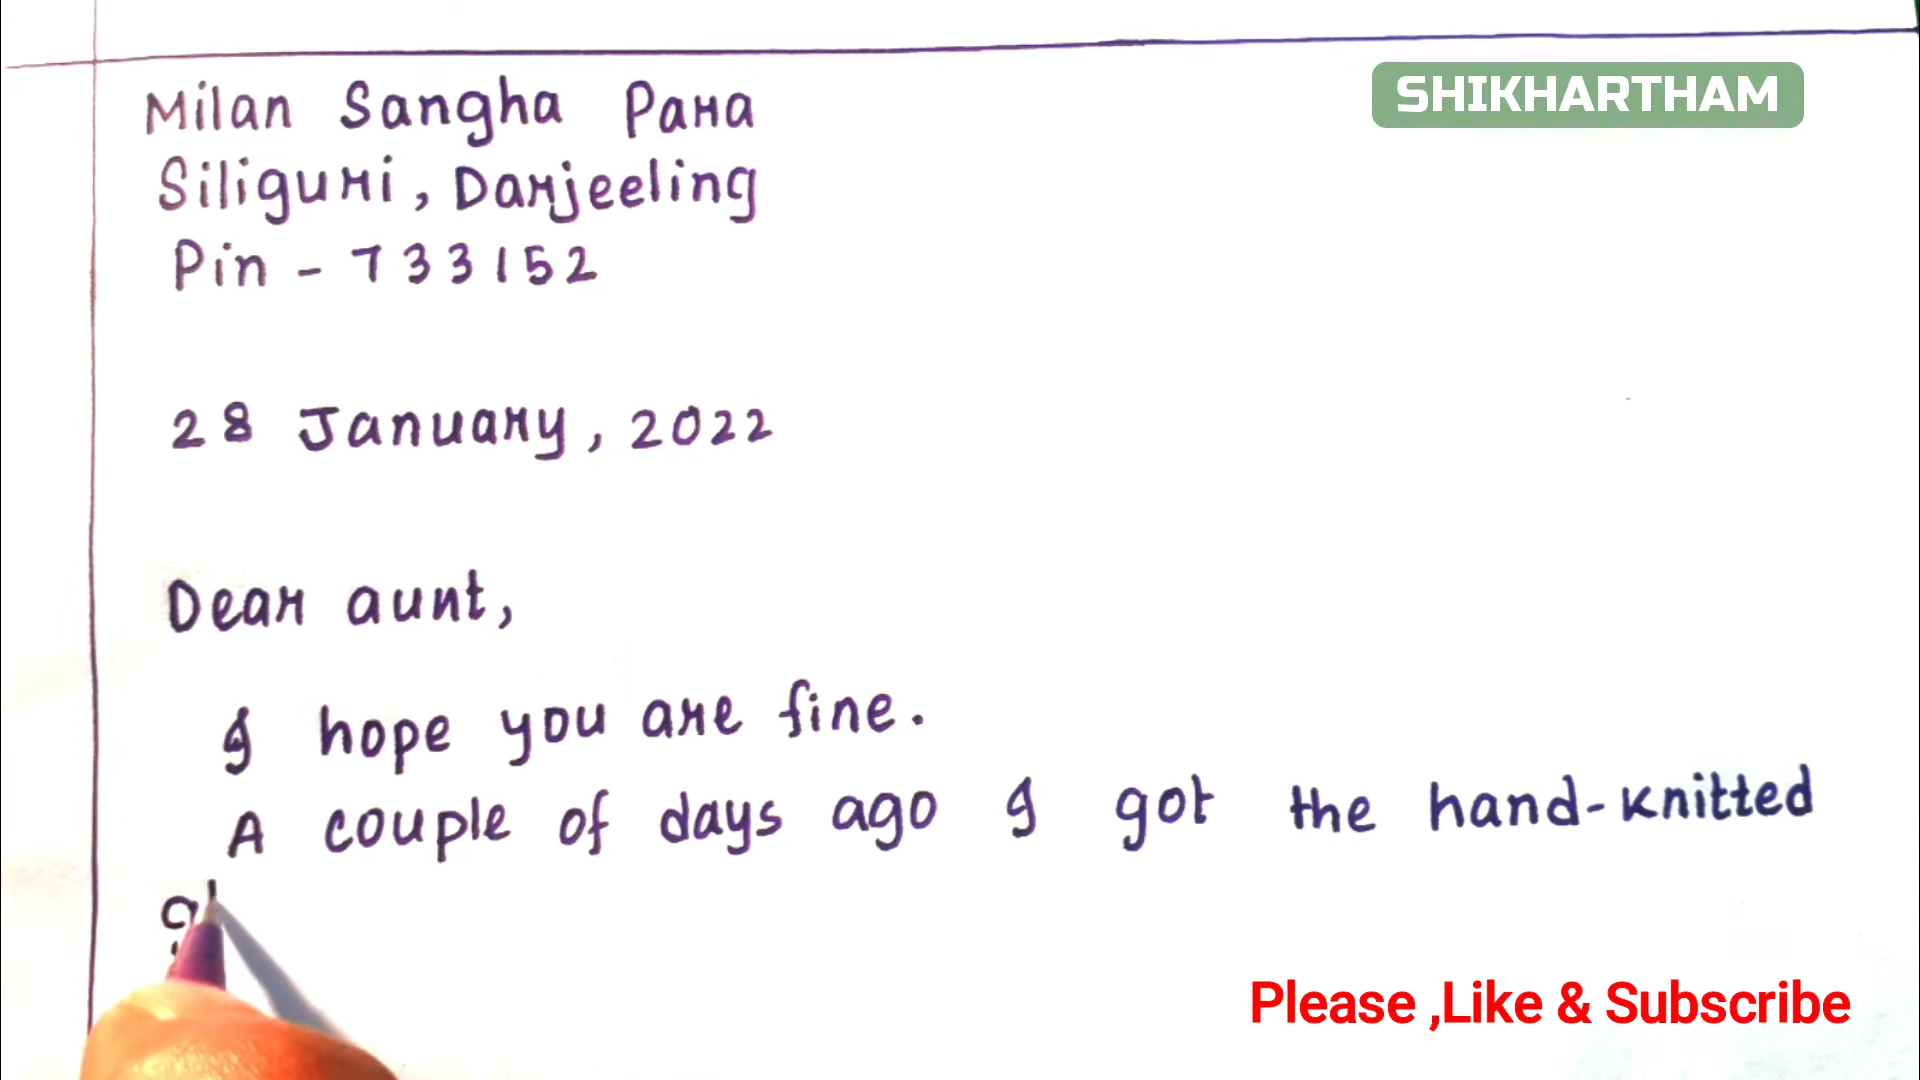 Milan Sangha Para
SHIKHARTHAM
Siliguri, Darjeeling
Pin - 733152
28 January, 2022
Dear aunt,
I hope you are fine.
A couple of days ago I got the hand-knitted
Please ,Like & Subscribe